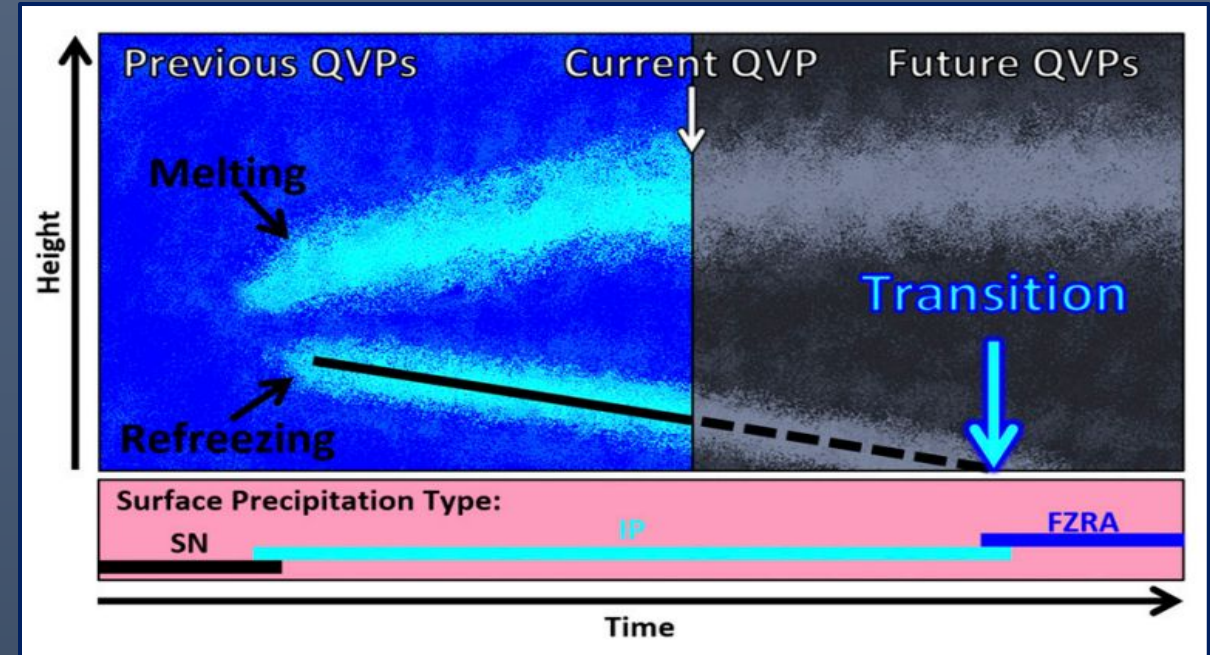 Previous QVPs
Current QVP
Future QVPs
Melting
Height
Transition
Refreezing
Surface Precipitation Type:
SN
IP
FZRA
Time